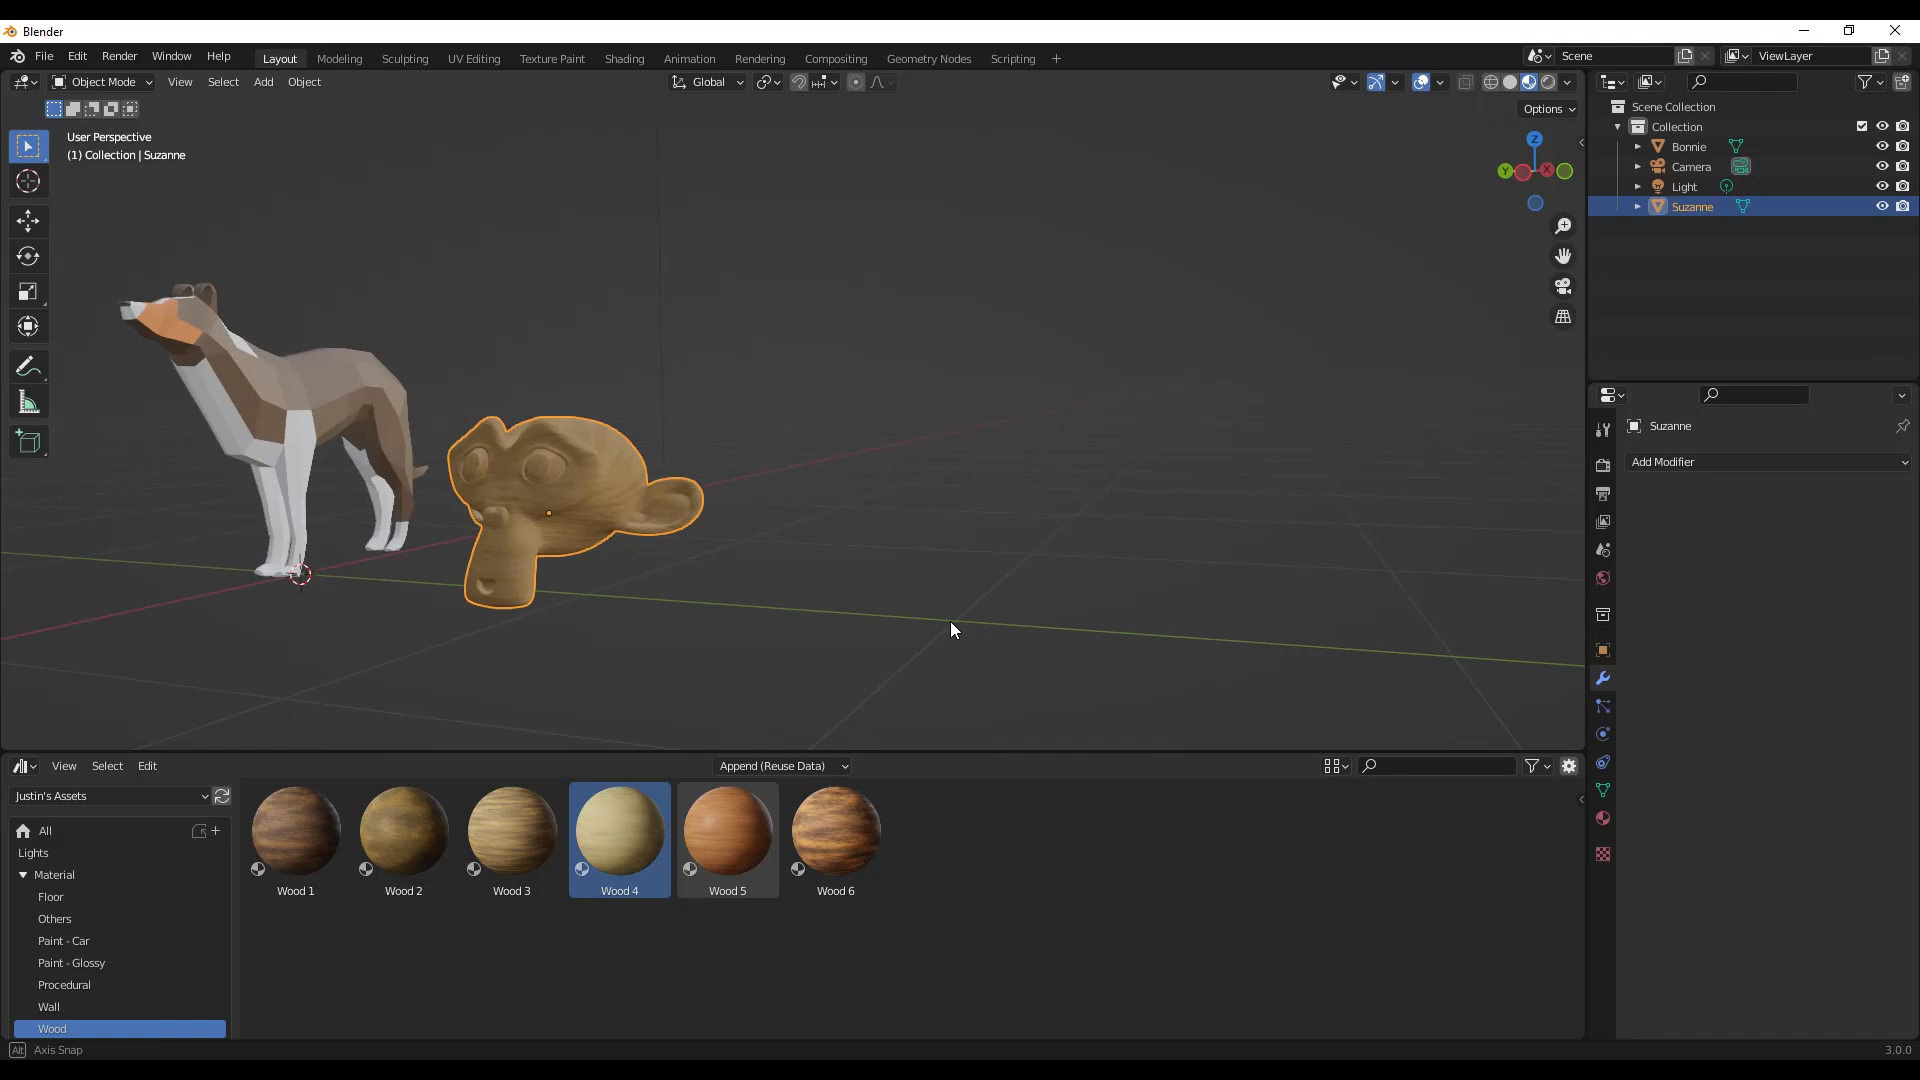 Blender
File Edit Render Window Help Layout Modeling Sculpting UV Editing Texture Paint Shading Animation Rendering Compositing Geometry Nodes Scripting + Scene ViewLayer
Object Mode View Select Add Object Global
Options
User Perspective
(1) Collection | Suzanne
Z
Y X
Scene Collection
Collection
Bonnie
Camera
Light
Suzanne
Suzanne
Add Modifier
View Select Edit Append (Reuse Data)
Justin's Assets
All
Lights
Material
Floor
Others
Paint - Car
Paint - Glossy
Procedural
Wall
Wood
Wood 1 Wood 2 Wood 3 Wood 4 Wood 5 Wood 6
Alt Axis Snap 3.0.0